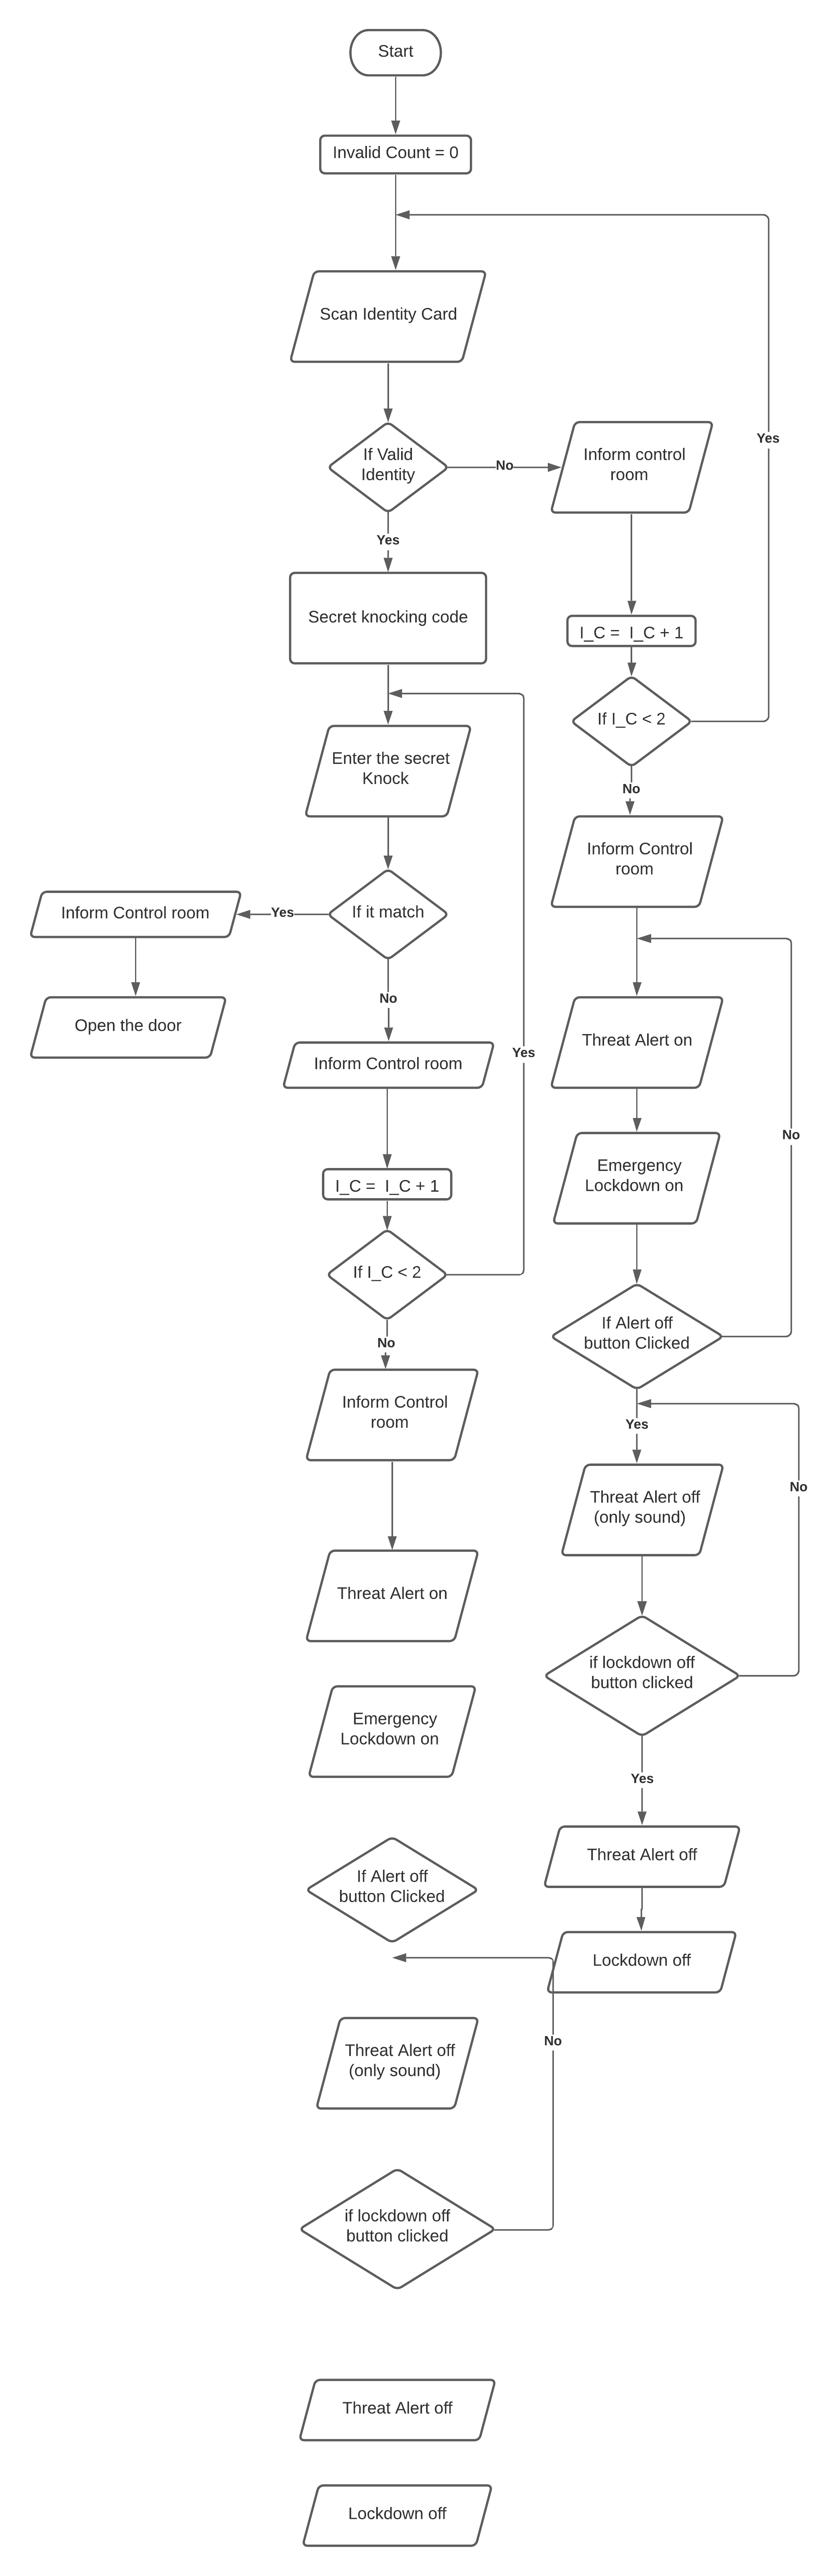 Start
Invalid Count = 0
Scan Identity Card
If Valid
Identity
No
Inform control
room
Yes
Yes
Secret knocking code
I_C =  I_C + 1
If I_C < 2
No
Enter the secret
Knock
Inform Control
room
If it match
Yes
Inform Control room
No
Open the door
Inform Control room
Yes
Threat Alert on
No
Emergency
Lockdown on
I_C =  I_C + 1
If I_C < 2
No
If Alert off
button Clicked
Yes
Inform Control
room
Threat Alert off
(only sound)
No
Threat Alert on
if lockdown off
button clicked
Yes
Emergency
Lockdown on
Threat Alert off
If Alert off
button Clicked
Lockdown off
No
Threat Alert off
(only sound)
if lockdown off
button clicked
Threat Alert off
Lockdown off